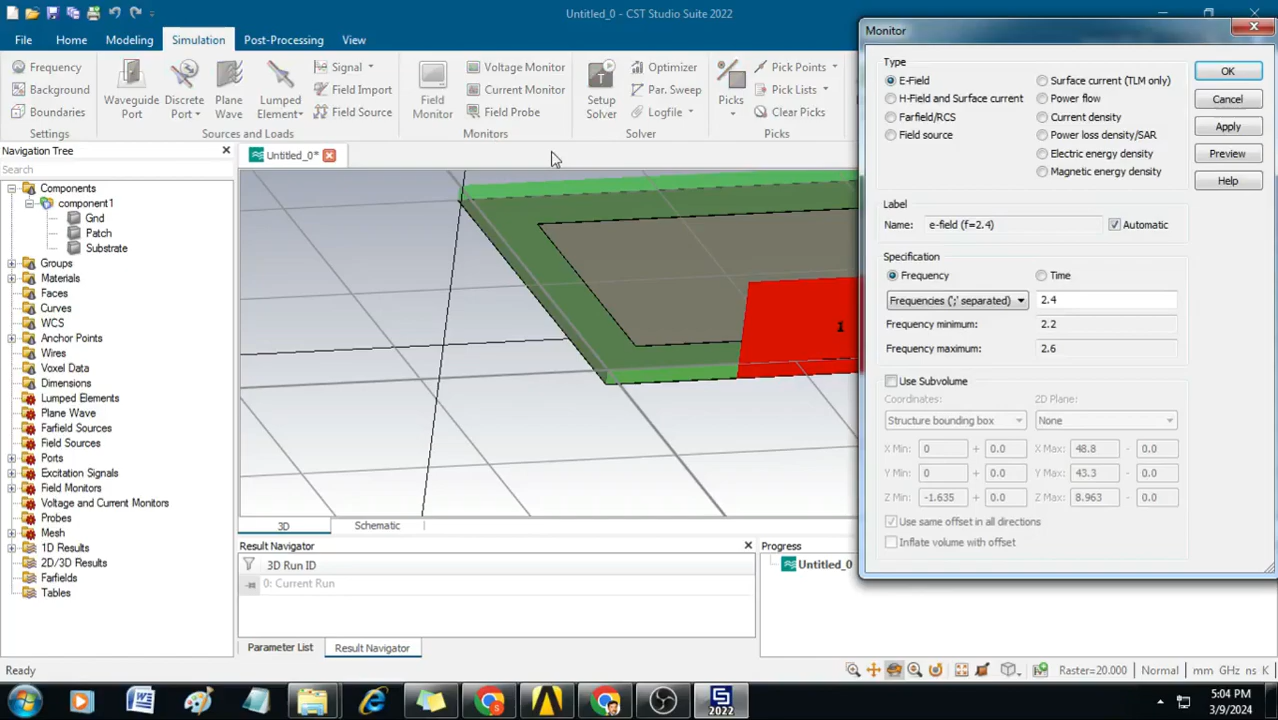 Untitled_0 - CST Studio Suite 2022
File Home Modeling Simulation Post-Processing View
Frequency
Background
Boundaries
Settings
Waveguide Port
Discrete Port
Plane Wave
Lumped Element
Signal
Field Import
Field Source
Sources and Loads
Field Monitor
Voltage Monitor
Current Monitor
Field Probe
Monitors
Setup Solver
Optimizer
Par. Sweep
Logfile
Solver
Picks
Pick Points
Pick Lists
Clear Picks
Picks
Navigation Tree
Search
Components
component1
Gnd
Patch
Substrate
Groups
Materials
Faces
Curves
WCS
Anchor Points
Wires
Voxel Data
Dimensions
Lumped Elements
Plane Wave
Farfield Sources
Field Sources
Ports
Excitation Signals
Field Monitors
Voltage and Current Monitors
Probes
Mesh
1D Results
2D/3D Results
Farfields
Tables
Untitled_0*
1
3D Schematic
Result Navigator
3D Run ID
0: Current Run
Parameter List Result Navigator
Progress
Untitled_0
Monitor
Type
E-Field
H-Field and Surface current
Farfield/RCS
Field source
Surface current (TLM only)
Power flow
Current density
Power loss density/SAR
Electric energy density
Magnetic energy density
OK
Cancel
Apply
Preview
Help
Label
Name: e-field (f=2.4) Automatic
Specification
Frequency Time
Frequencies (';' separated) 2.4
Frequency minimum: 2.2
Frequency maximum: 2.6
Use Subvolume
Coordinates: 2D Plane:
Structure bounding box None
X Min: 0 + 0.0 X Max: 48.8 - 0.0
Y Min: 0 + 0.0 Y Max: 43.3 - 0.0
Z Min: -1.635 + 0.0 Z Max: 8.963 - 0.0
Use same offset in all directions
Inflate volume with offset
Ready
Raster=20.000 Normal mm GHz ns K
2022
5:04 PM
3/9/2024